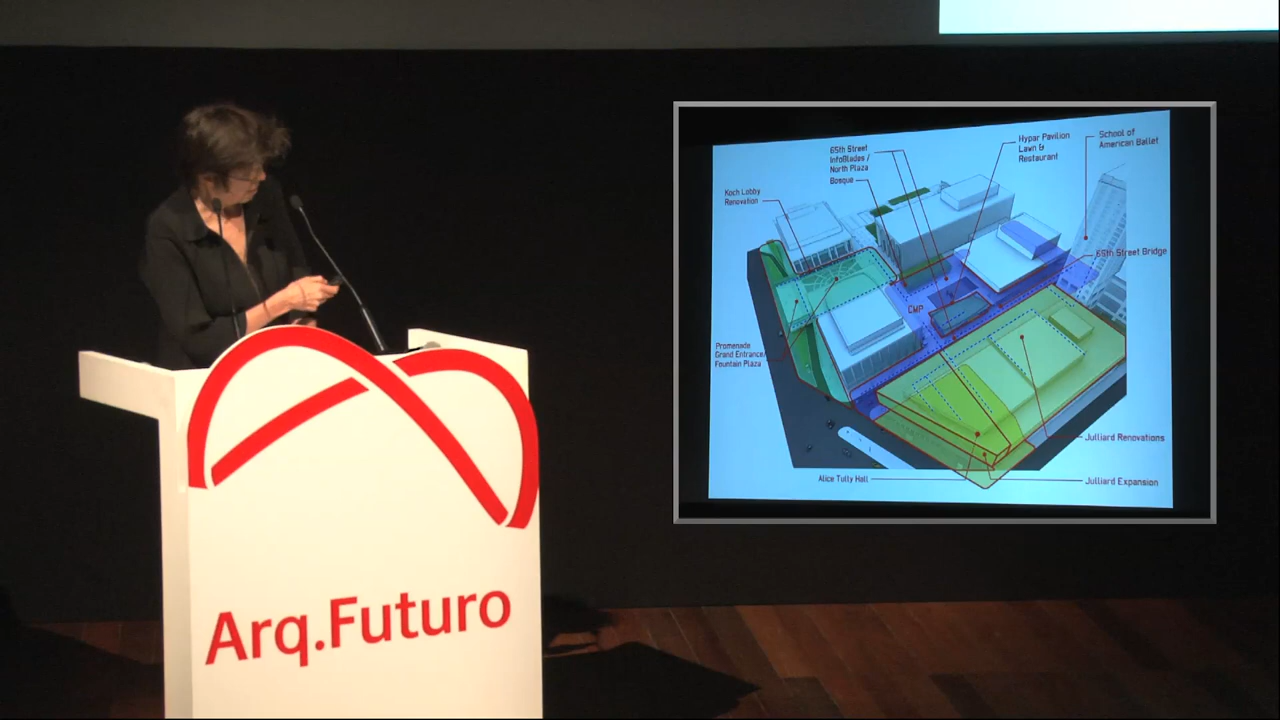 Arq.Futuro
65th Street
InfoBlades /
North Plaza
Bosque
Hypar Pavilion
Lawn &
Restaurant
School of
American Ballet
Koch Lobby
Renovation
65th Street Bridge
CMP
Promenade
Grand Entrance/
Fountain Plaza
Julliard Renovations
Alice Tully Hall
Julliard Expansion